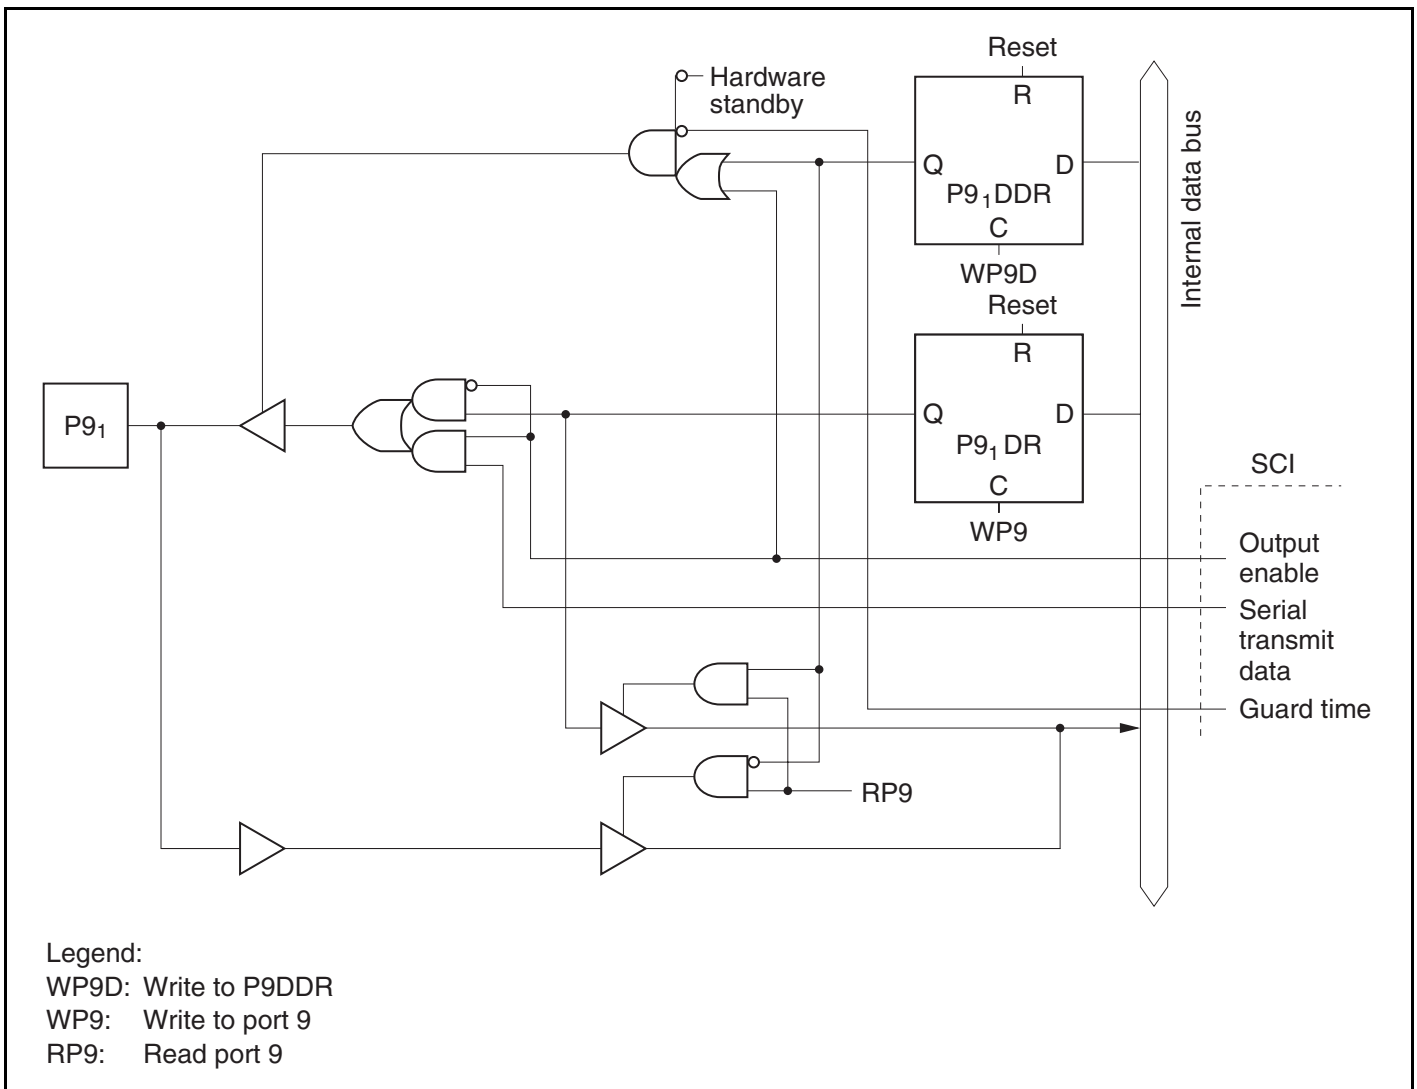 Reset
Hardware
standby
R
Q
D
P9₁DDR
C
WP9D
Internal data bus
Reset
R
P9₁
Q
D
P9₁ DR
C
WP9
SCI
Output
enable
Serial
transmit
data
Guard time
RP9
Legend:
WP9D: Write to P9DDR
WP9: Write to port 9
RP9: Read port 9